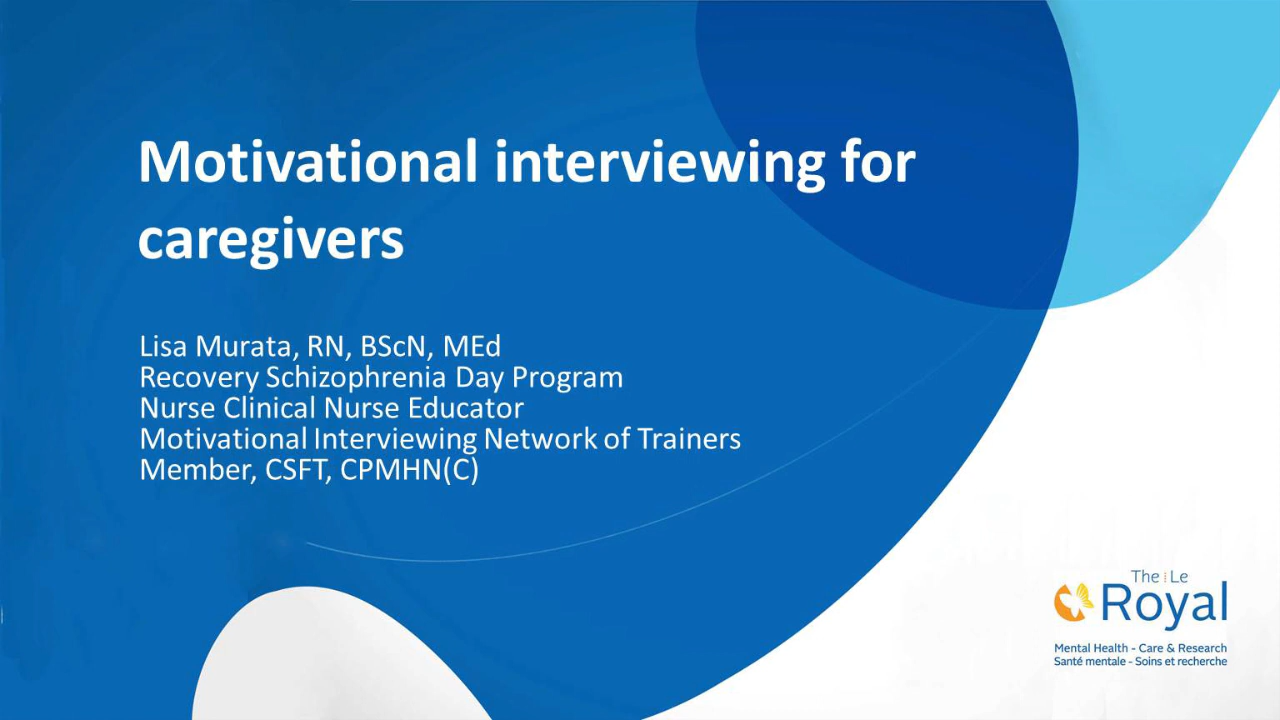 Motivational interviewing for
caregivers
Lisa Murata, RN, BScN, MEd
Recovery Schizophrenia Day Program
Nurse Clinical Nurse Educator
Motivational Interviewing Network of Trainers
Member, CSFT, CPMHN(C)
The Le
Royal
Mental Health - Care & Research
Santé mentale - Soins et recherche